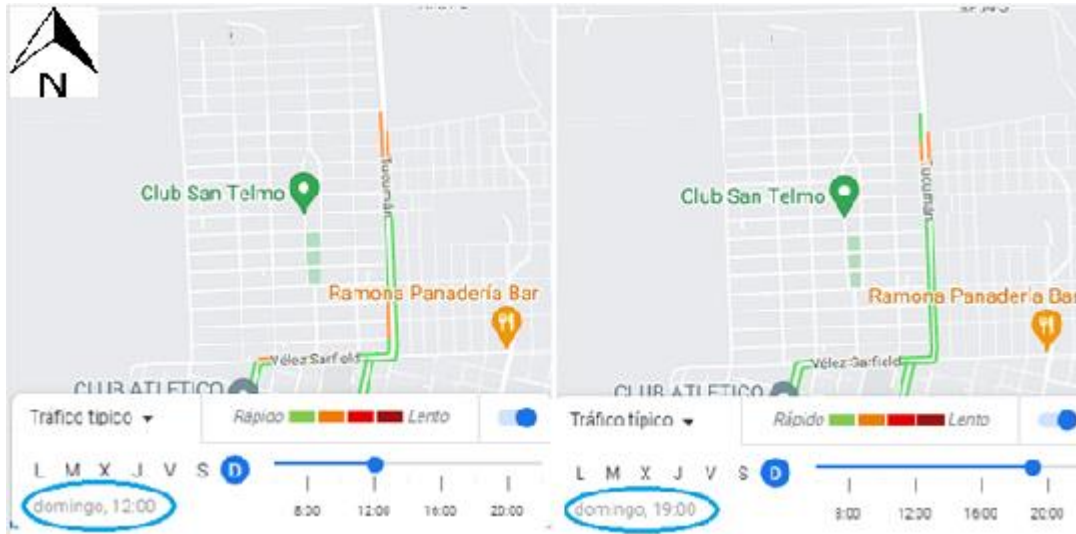 N
Club San Telmo
Tucumán
Ramona Panadería Bar
Vélez Sarfield
CLUB ATLETICO
Tráfico típico
Rápido
Lento
L M X J V S D
domingo, 12:00
8:00 12:00 16:00 20:00
Club San Telmo
Tucumán
Ramona Panadería Bar
Vélez Sarfield
CLUB ATLETICO
Tráfico típico
Rápido
Lento
L M X J V S D
domingo, 19:00
8:00 12:00 16:00 20:00